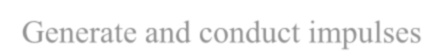 Generate and conduct impulses